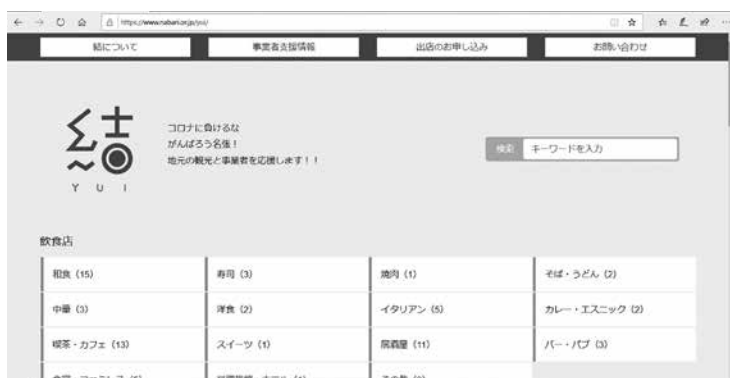 https://www.nabari.or.jp/yui/
結について
事業者支援情報
出店のお申し込み
お問い合わせ
結
YUI
コロナに負けるな
がんばろう名張！
地元の観光と事業者を応援します！！
検索
キーワードを入力
飲食店
和食 (15)
寿司 (3)
焼肉 (1)
そば・うどん (2)
中華 (3)
洋食 (2)
イタリアン (5)
カレー・エスニック (2)
喫茶・カフェ (13)
スイーツ (1)
居酒屋 (11)
バー・パブ (3)